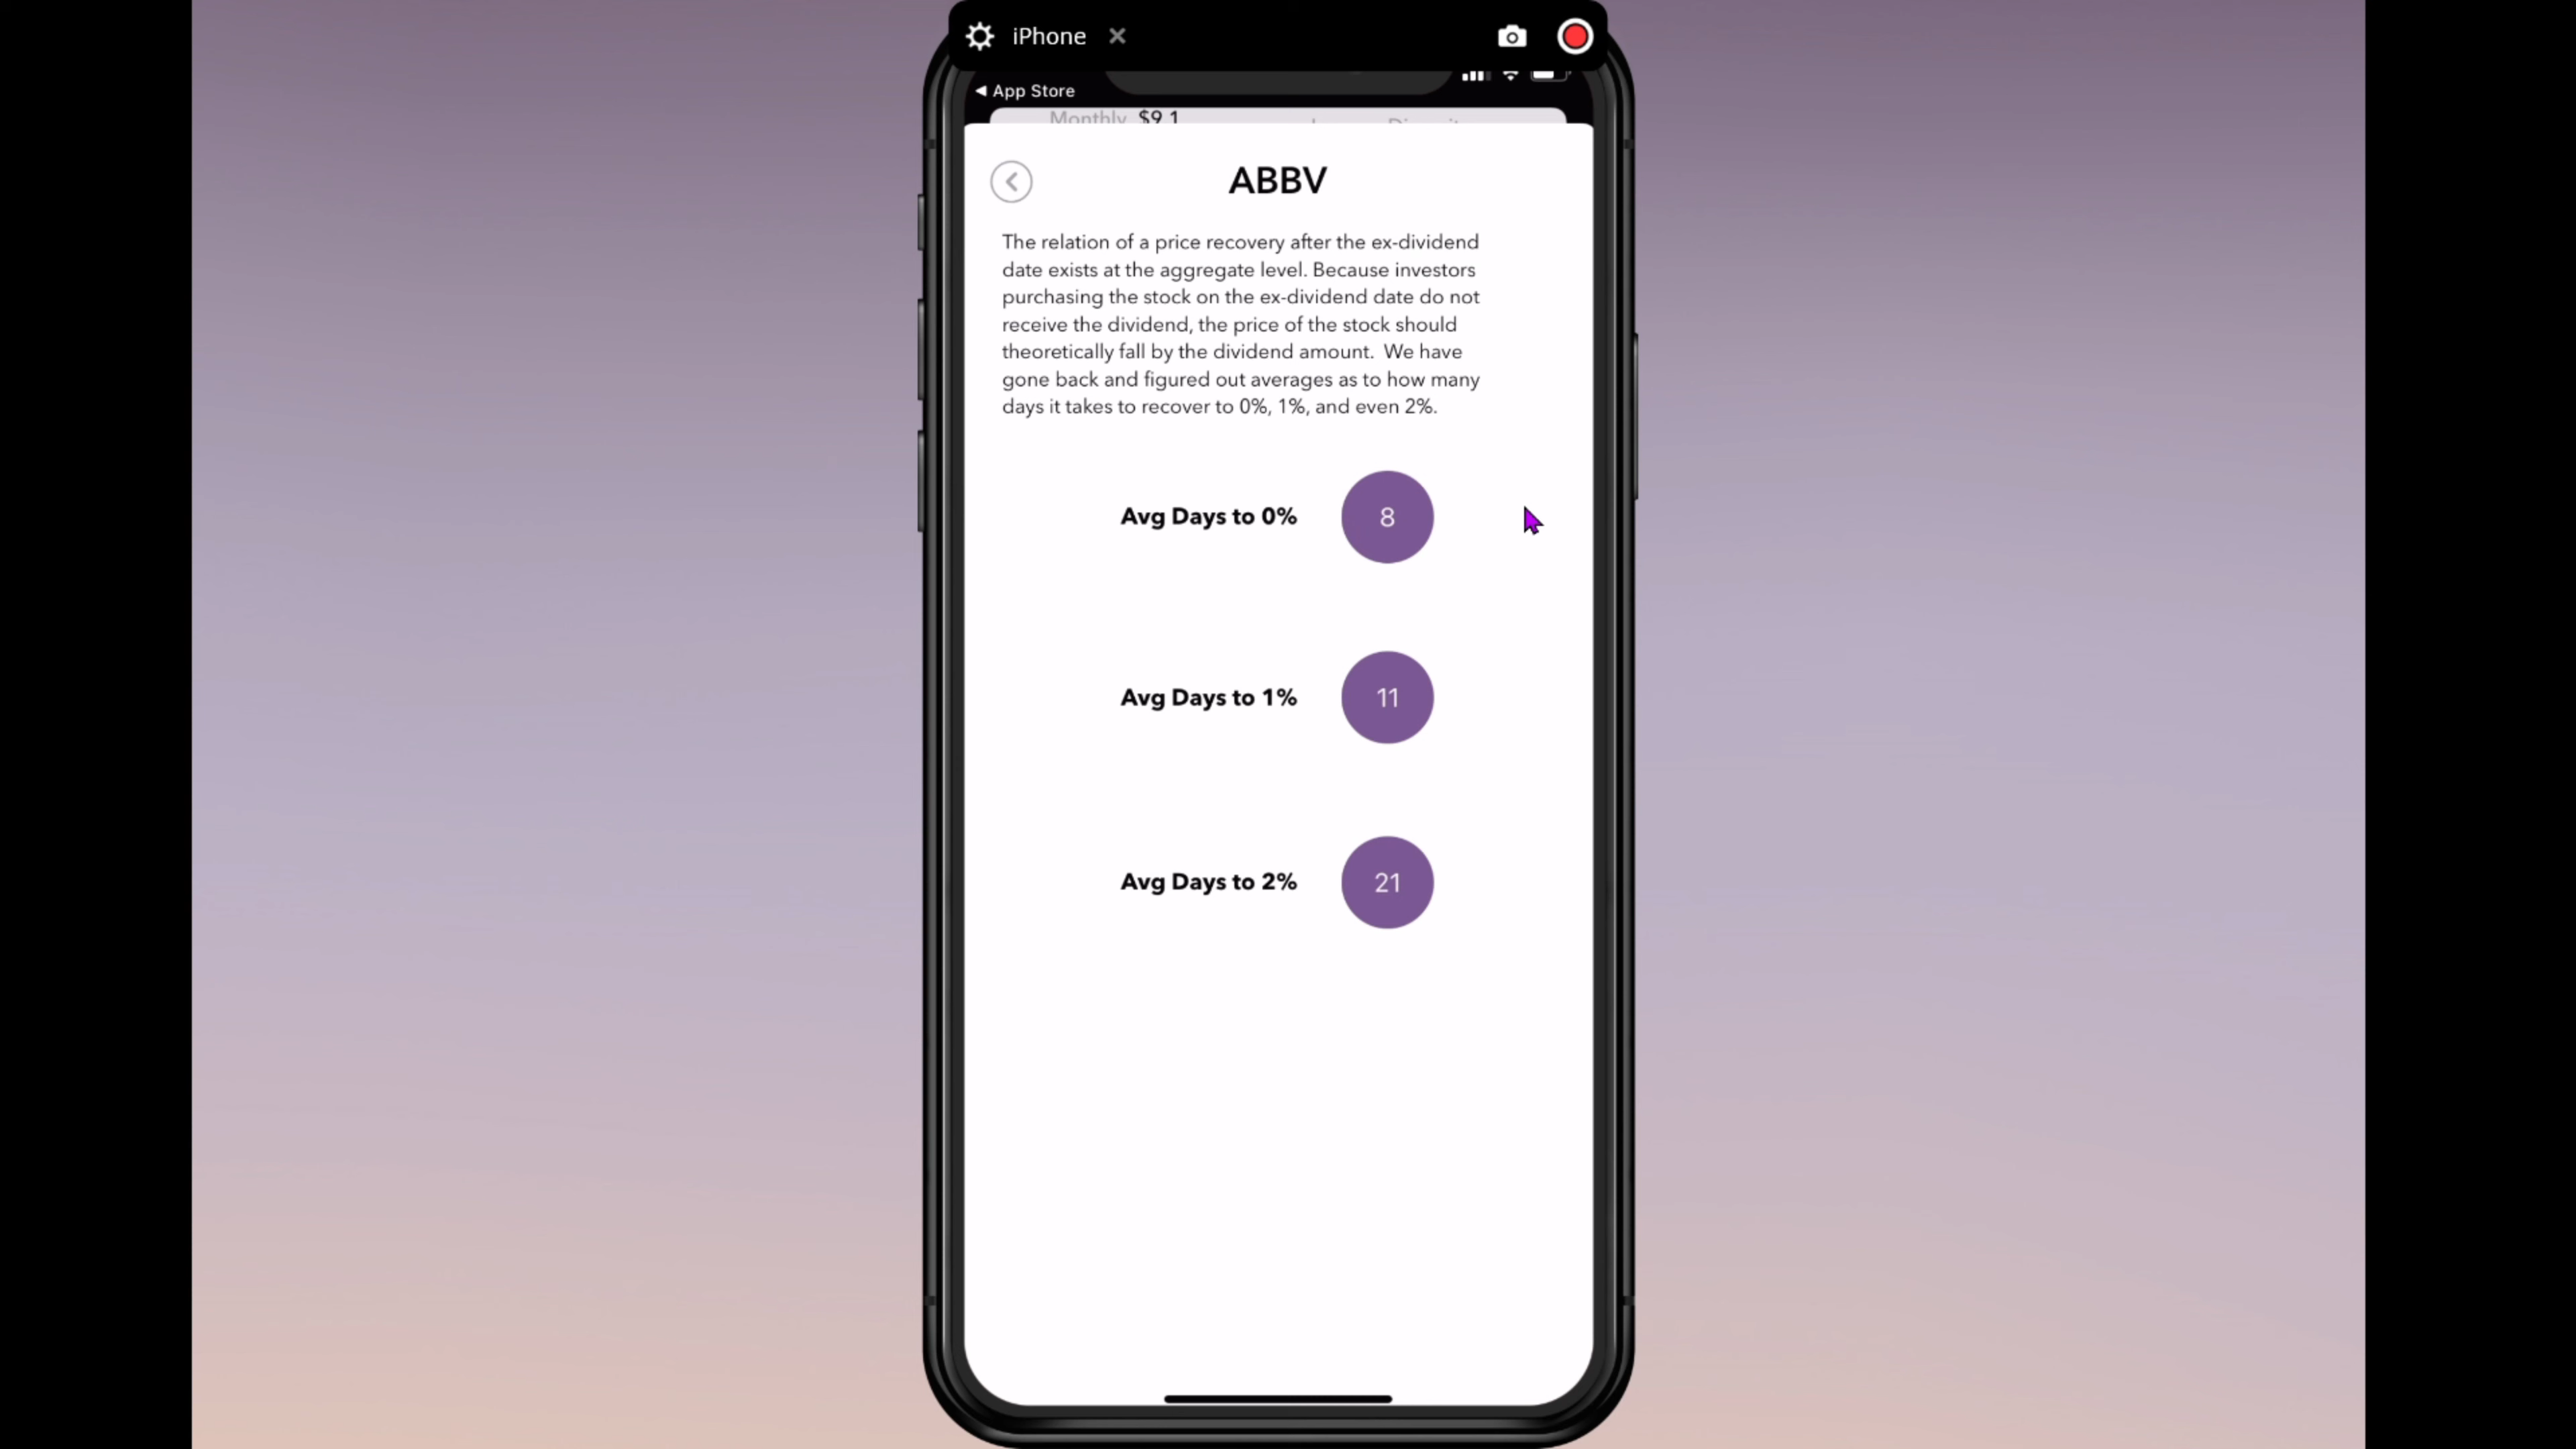 iPhone
App Store
Monthly $9.1
ABBV
The relation of a price recovery after the ex-dividend
date exists at the aggregate level. Because investors
purchasing the stock on the ex-dividend date do not
receive the dividend, the price of the stock should
theoretically fall by the dividend amount. We have
gone back and figured out averages as to how many
days it takes to recover to 0%, 1%, and even 2%.
Avg Days to 0% 8
Avg Days to 1% 11
Avg Days to 2% 21